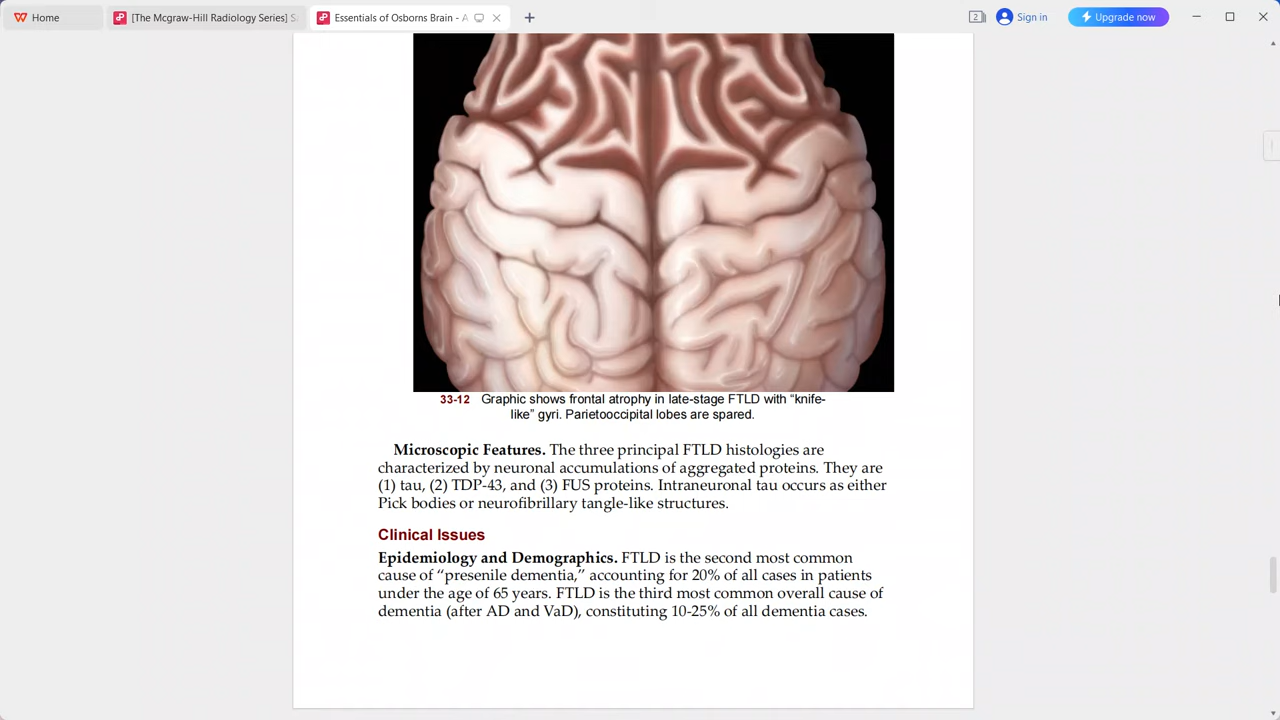 Home
[The Mcgraw-Hill Radiology Series] S
Essentials of Osborns Brain - A
2
Sign in
Upgrade now
33-12 Graphic shows frontal atrophy in late-stage FTLD with “knife-
like” gyri. Parietooccipital lobes are spared.
Microscopic Features. The three principal FTLD histologies are
characterized by neuronal accumulations of aggregated proteins. They are
(1) tau, (2) TDP-43, and (3) FUS proteins. Intraneuronal tau occurs as either
Pick bodies or neurofibrillary tangle-like structures.
Clinical Issues
Epidemiology and Demographics. FTLD is the second most common
cause of “presenile dementia,” accounting for 20% of all cases in patients
under the age of 65 years. FTLD is the third most common overall cause of
dementia (after AD and VaD), constituting 10-25% of all dementia cases.